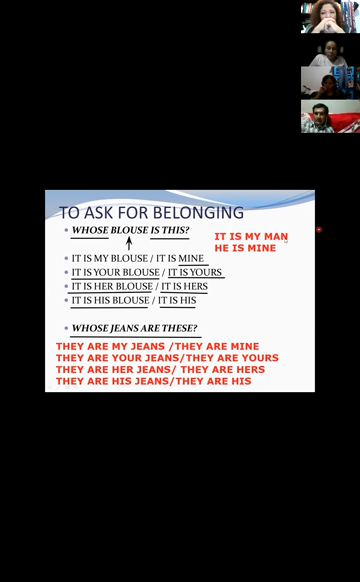 TO ASK FOR BELONGING
WHOSE BLOUSE IS THIS?
IT IS MY MAN
HE IS MINE
IT IS MY BLOUSE / IT IS MINE
IT IS YOUR BLOUSE / IT IS YOURS
IT IS HER BLOUSE / IT IS HERS
IT IS HIS BLOUSE / IT IS HIS
WHOSE JEANS ARE THESE?
THEY ARE MY JEANS /THEY ARE MINE
THEY ARE YOUR JEANS/THEY ARE YOURS
THEY ARE HER JEANS/ THEY ARE HERS
THEY ARE HIS JEANS/THEY ARE HIS